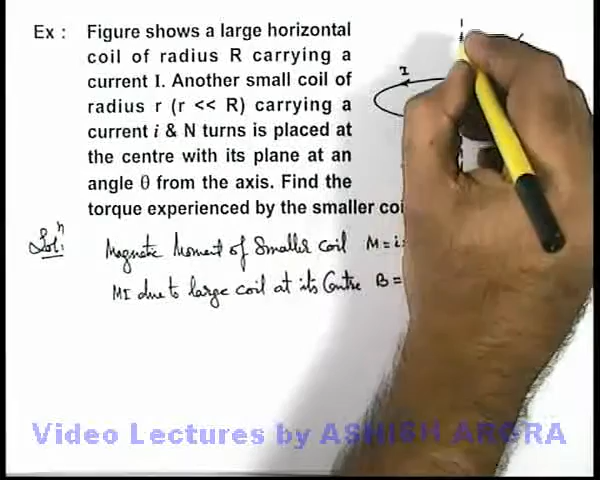 Ex : Figure shows a large horizontal
coil of radius R carrying a
current I. Another small coil of
radius r (r << R) carrying a
current i & N turns is placed at
the centre with its plane at an
angle θ from the axis. Find the
torque experienced by the smaller coi
I
Solⁿ: Magnetic Moment of Smaller coil M = i
MI due to large coil at its Centre B =
Video Lectures by ASHISH ARORA